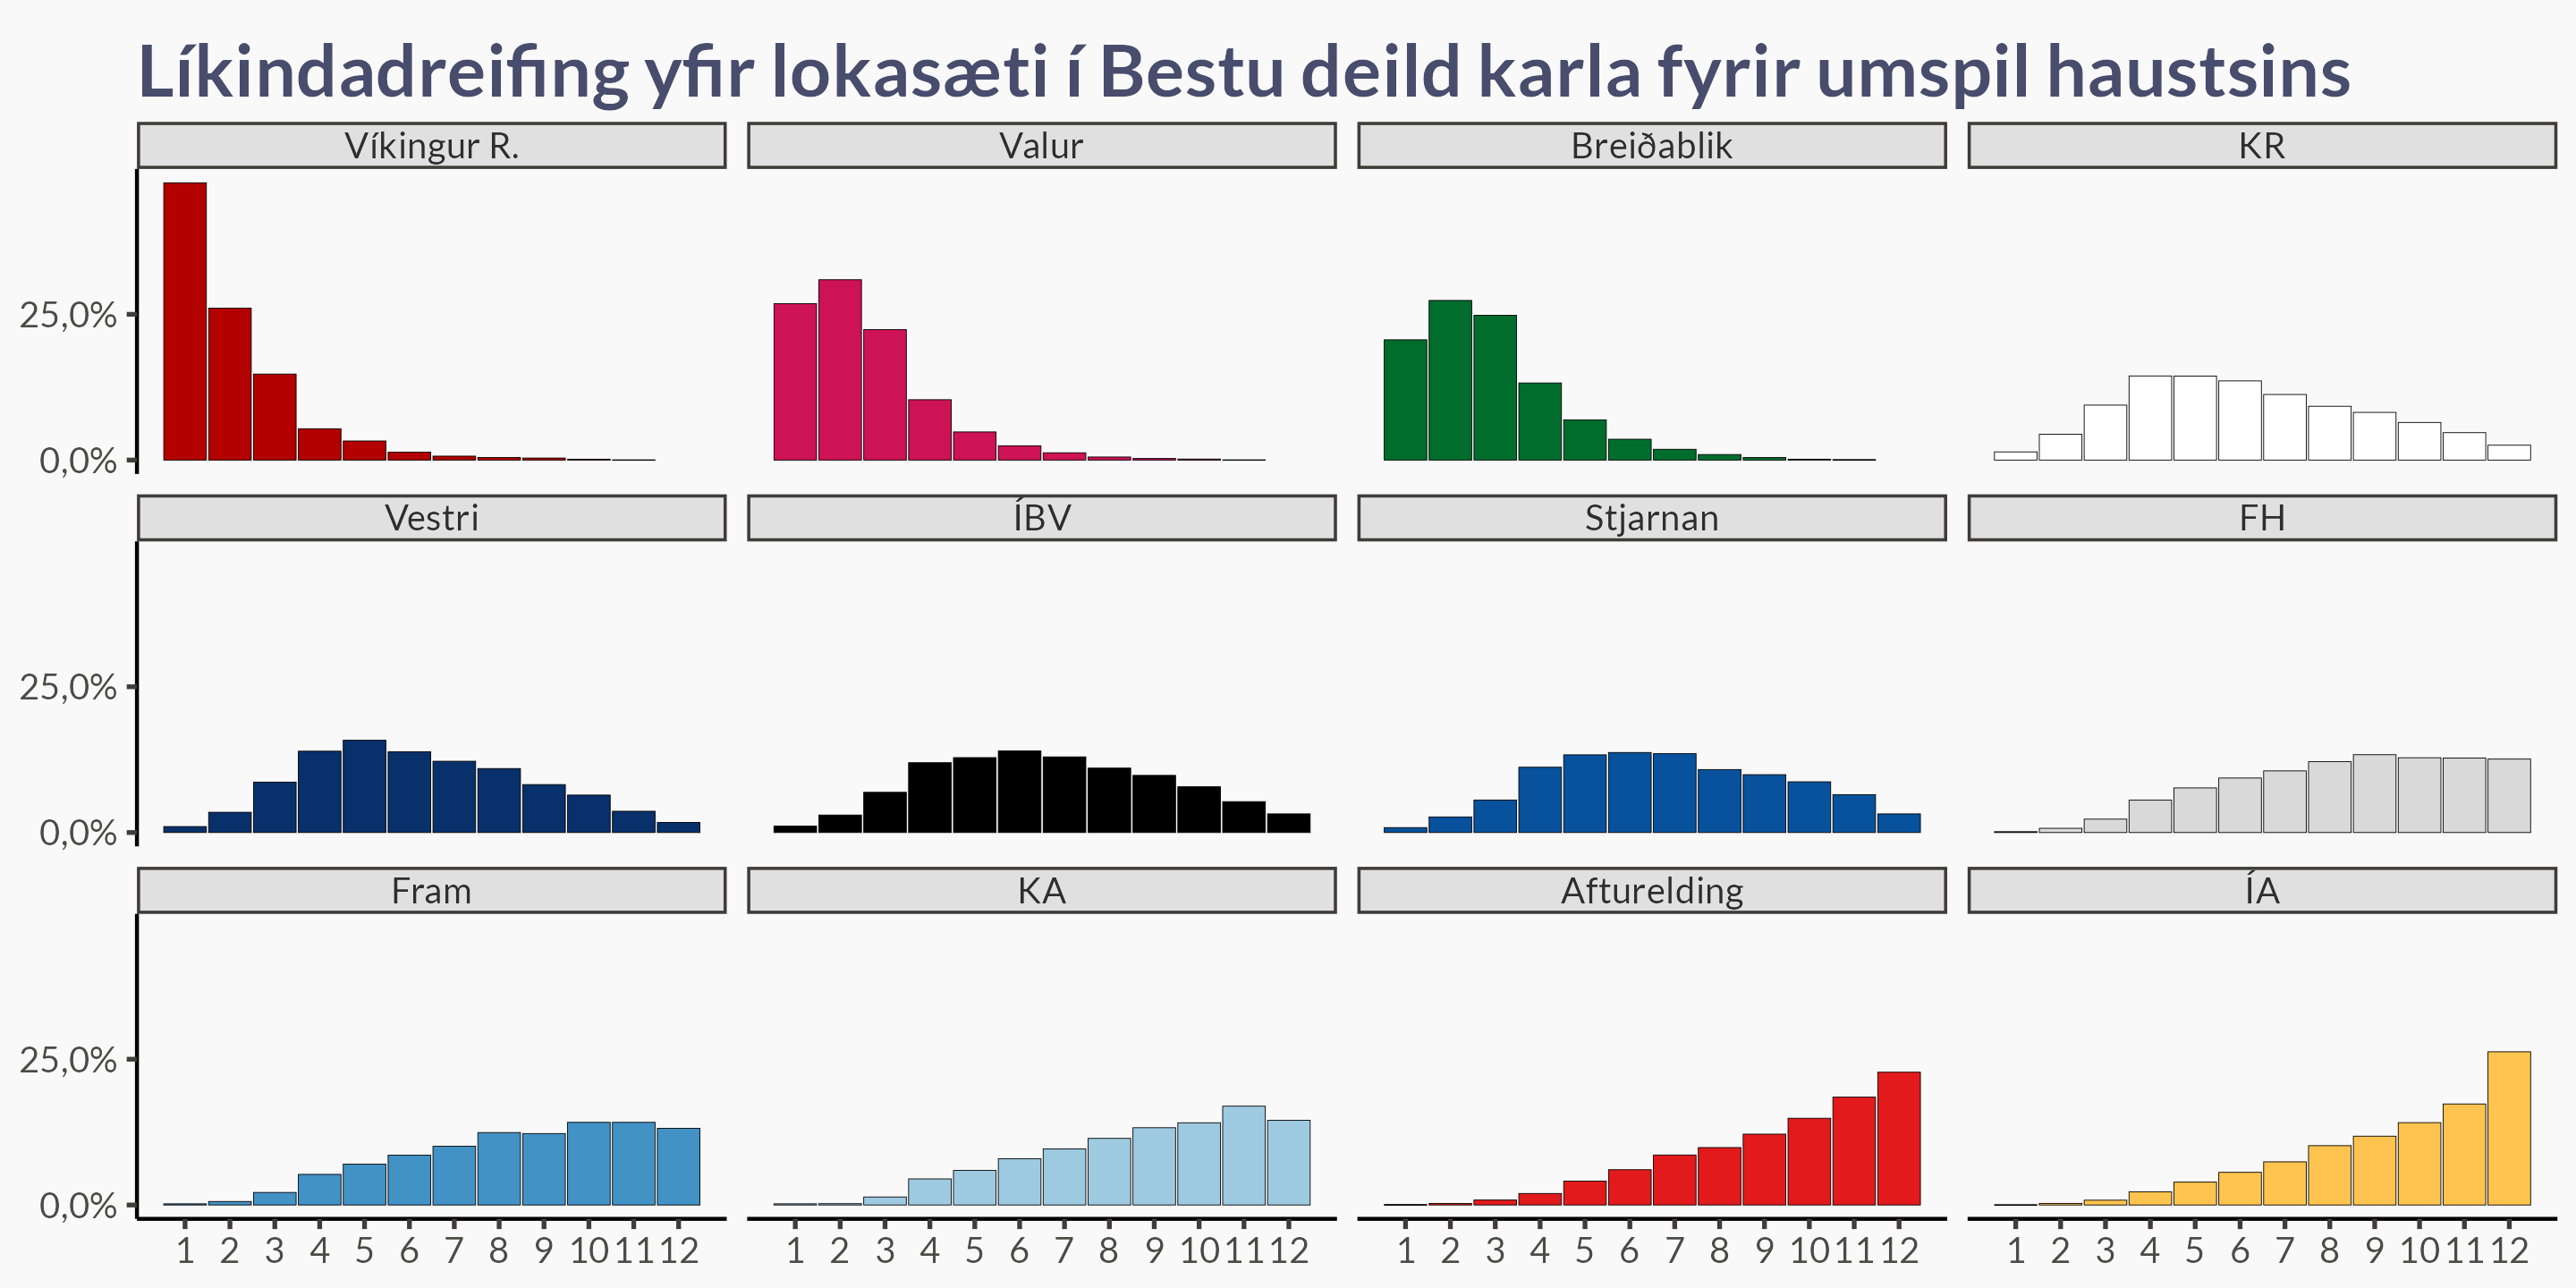 Líkindadreifing yfir lokasæti í Bestu deild karla fyrir umspil haustsins
Víkingur R. Valur Breiðablik KR
25,0%
0,0%
Vestri ÍBV Stjarnan FH
25,0%
0,0%
Fram KA Afturelding ÍA
25,0%
0,0%
1 2 3 4 5 6 7 8 9 10 11 12 1 2 3 4 5 6 7 8 9 10 11 12 1 2 3 4 5 6 7 8 9 10 11 12 1 2 3 4 5 6 7 8 9 10 11 12